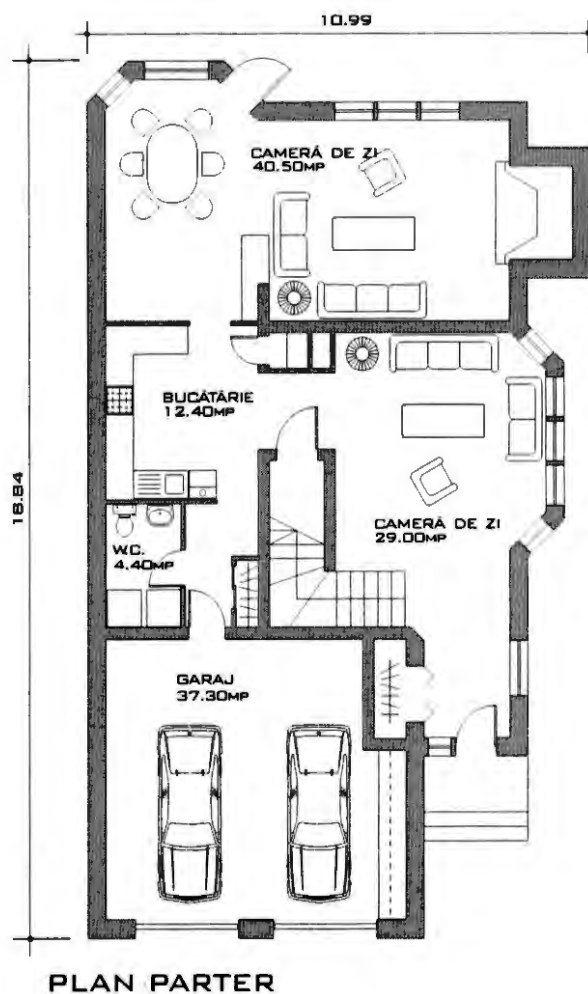 10.99
CAMERĂ DE ZI
40.50MP
BUCĂTĂRIE
12.40MP
18.84
CAMERĂ DE ZI
29.00MP
W.C.
4.40MP
GARAJ
37.30MP
PLAN PARTER